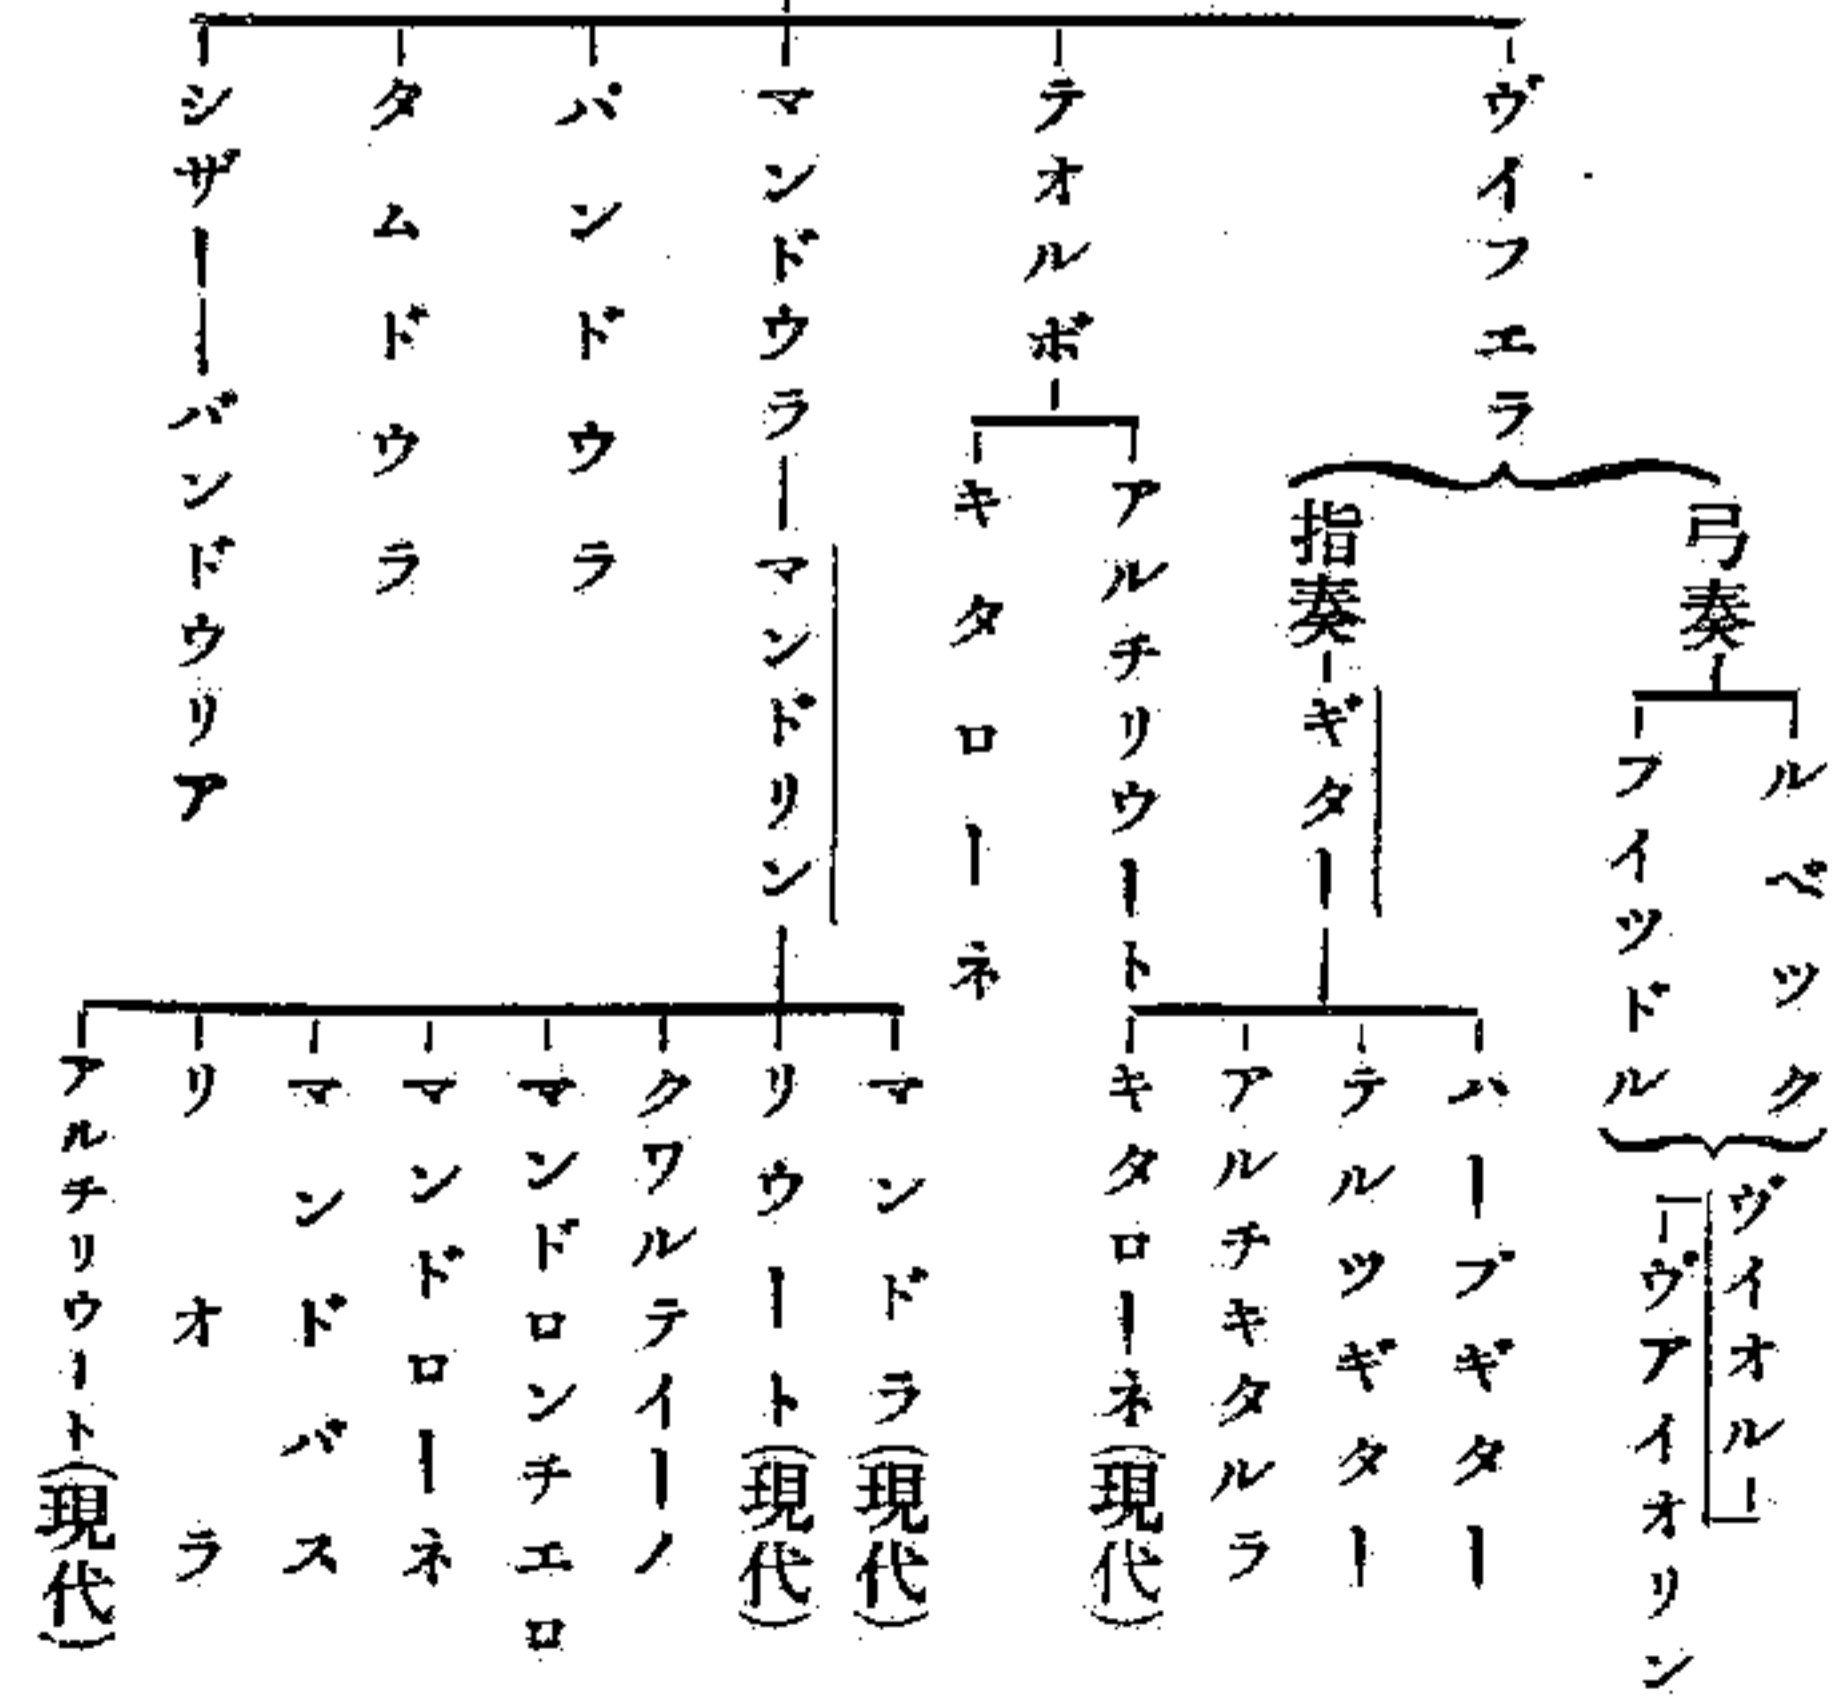 ヴイフエラ
弓奏
ルベツク
フイツドル
ヴイオル
ヴアイオリン
指奏
ギター
ハープギター
テルツギター
アルチキタルラ
キタローネ(現代)
テオルボ
アルチリウート
キタローネ
マンドウラ
マンドリン
マンドラ(現代)
リウート(現代)
クワルテイーノ
マンドロンチエロ
マンドローネ
マンドバス
リオラ
アルチリウート(現代)
パンドウラ
タムドウラ
シザー
バンドウリア